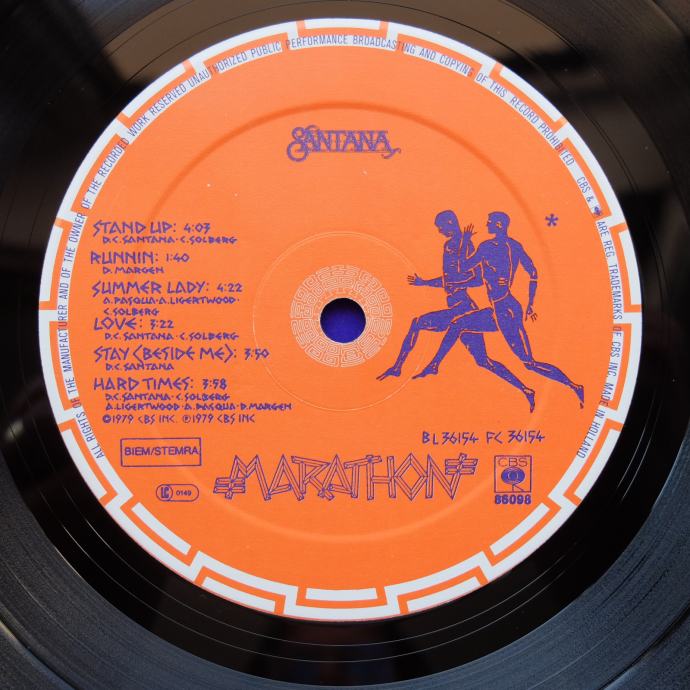 ALL RIGHTS OF THE MANUFACTURER AND OF THE OWNER OF THE RECORDED WORK RESERVED UNAUTHORIZED PUBLIC PERFORMANCE BROADCASTING AND COPYING OF THIS RECORD PROHIBITED. CBS & ARE REG. TRADEMARKS OF CBS INC. MADE IN HOLLAND
SANTANA
*
STAND UP: 4:03
D.C. SANTANA · C. SOLBERG
RUNNIN: 1:40
D. MARGEN
SUMMER LADY: 4:22
A. PASQUA · A. LIGERTWOOD ·
C. SOLBERG
LOVE: 3:22
D.C. SANTANA · C. SOLBERG
STAY (BESIDE ME): 3:50
D.C. SANTANA
HARD TIMES: 3:58
D.C. SANTANA · C. SOLBERG
A. LIGERTWOOD · A. PASQUA · D. MARGEN
©1979 CBS INC. ℗1979 CBS INC
BL 36154 FC 36154
BIEM/STEMRA
MARATHON
CBS
LC 0149
86098